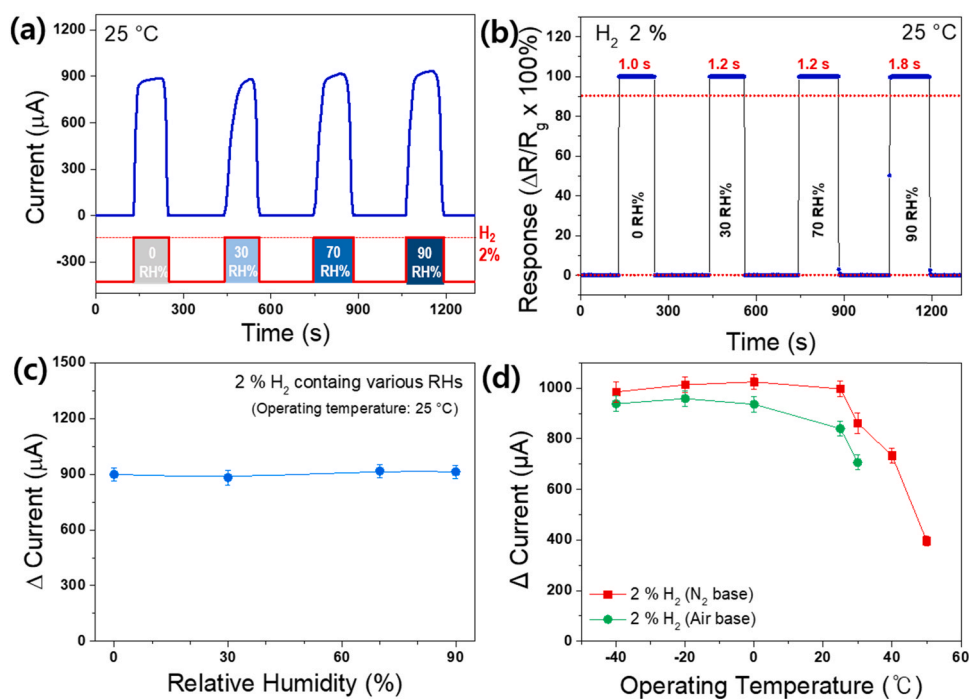 (a)
25 °C
1200
900
600
300
0
-300
Current (μA)
0 RH%
30 RH%
70 RH%
90 RH%
H₂
2%
0 300 600 900 1200
Time (s)
(b)
H₂ 2 %
25 °C
1.0 s 1.2 s 1.2 s 1.8 s
120
100
80
60
40
20
0
Response (ΔR/Rg x 100%)
0 RH%
30 RH%
70 RH%
90 RH%
0 300 600 900 1200
Time (s)
(c)
2 % H₂ containg various RHs
(Operating temperature: 25 °C)
1500
1200
900
600
300
0
Δ Current (μA)
0 30 60 90
Relative Humidity (%)
(d)
1000
800
600
400
200
0
Δ Current (μA)
2 % H₂ (N₂ base)
2 % H₂ (Air base)
-40 -20 0 20 40 60
Operating Temperature (℃)